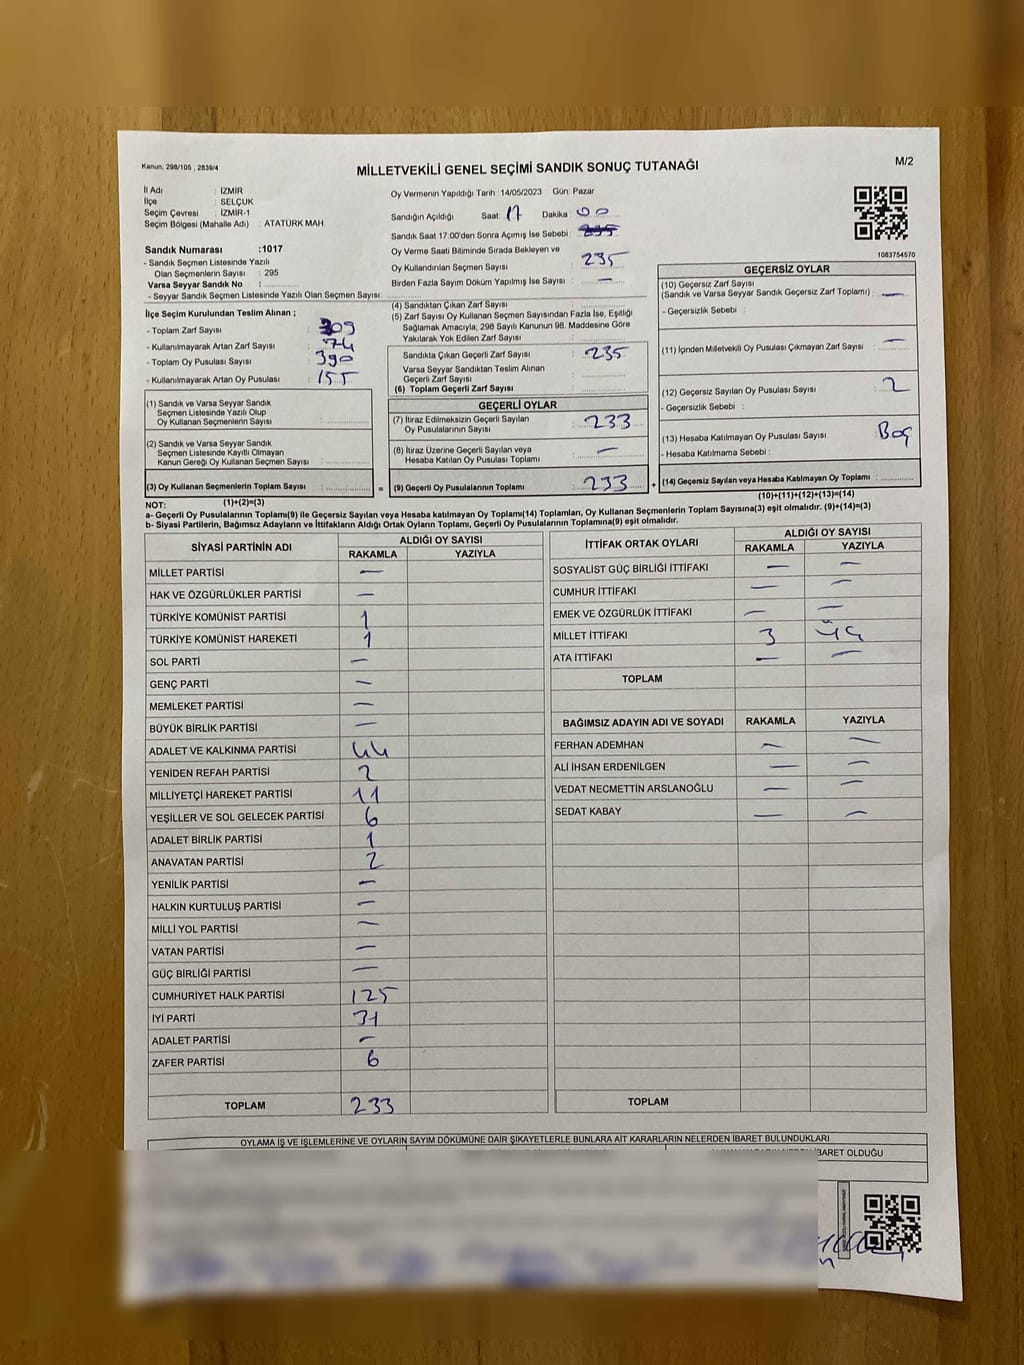 Kanun; 298/105 , 2839/4
MİLLETVEKİLİ GENEL SEÇİMİ SANDIK SONUÇ TUTANAĞI
M/2
İl Adı : İZMİR
İlçe : SELÇUK
Seçim Çevresi : İZMİR-1
Seçim Bölgesi (Mahalle Adı) : ATATÜRK MAH
Sandık Numarası :1017
- Sandık Seçmen Listesinde Yazılı
Olan Seçmenlerin Sayısı : 295
Varsa Seyyar Sandık No :
- Seyyar Sandık Seçmen Listesinde Yazılı Olan Seçmen Sayısı
İlçe Seçim Kurulundan Teslim Alınan ;
- Toplam Zarf Sayısı : 309
- Kullanılmayarak Artan Zarf Sayısı : 74
- Toplam Oy Pusulası Sayısı : 390
- Kullanılmayarak Artan Oy Pusulası : 155
(1) Sandık ve Varsa Seyyar Sandık
Seçmen Listesinde Yazılı Olup
Oy Kullanan Seçmenlerin Sayısı :
(2) Sandık ve Varsa Seyyar Sandık
Seçmen Listesinde Kayıtlı Olmayan
Kanun Gereği Oy Kullanan Seçmen Sayısı :
(3) Oy Kullanan Seçmenlerin Toplam Sayısı :
Oy Vermenin Yapıldığı Tarih : 14/05/2023 Gün: Pazar
Sandığın Açıldığı Saat: 17 Dakika: 00
Sandık Saat 17:00'den Sonra Açımış İse Sebebi :
Oy Verme Saati Bitiminde Sırada Bekleyen ve
Oy Kullandırılan Seçmen Sayısı : 235
Birden Fazla Sayım Döküm Yapılmış İse Sayısı : —
(4) Sandıktan Çıkan Zarf Sayısı :
(5) Zarf Sayısı Oy Kullanan Seçmen Sayısından Fazla İse, Eşitliği
Sağlamak Amacıyla, 298 Sayılı Kanunun 98. Maddesine Göre
Yakılarak Yok Edilen Zarf Sayısı :
Sandıkta Çıkan Geçerli Zarf Sayısı : 235
Varsa Seyyar Sandıktan Teslim Alınan
Geçerli Zarf Sayısı :
(6) Toplam Geçerli Zarf Sayısı :
GEÇERLİ OYLAR
(7) İtiraz Edilmeksizin Geçerli Sayılan
Oy Pusulalarının Sayısı : 233
(8) İtiraz Üzerine Geçerli Sayılan veya
Hesaba Katılan Oy Pusulası Toplamı : —
= (9) Geçerli Oy Pusulalarının Toplamı : 233 +
1083754570
GEÇERSİZ OYLAR
(10) Geçersiz Zarf Sayısı
(Sandık ve Varsa Seyyar Sandık Geçersiz Zarf Toplamı) : —
- Geçersizlik Sebebi :
(11) İçinden Milletvekili Oy Pusulası Çıkmayan Zarf Sayısı : —
(12) Geçersiz Sayılan Oy Pusulası Sayısı : 2
- Geçersizlik Sebebi :
(13) Hesaba Katılmayan Oy Pusulası Sayısı : Boş
- Hesaba Katılmama Sebebi :
(14) Geçersiz Sayılan veya Hesaba Katılmayan Oy Toplamı :
NOT: (1)+(2)=(3)
(10)+(11)+(12)+(13)=(14)
a- Geçerli Oy Pusulalarının Toplamı(9) ile Geçersiz Sayılan veya Hesaba katılmayan Oy Toplamı(14) Toplamları, Oy Kullanan Seçmenlerin Toplam Sayısına(3) eşit olmalıdır. (9)+(14)=(3)
b- Siyasi Partilerin, Bağımsız Adayların ve İttifakların Aldığı Ortak Oyların Toplamı, Geçerli Oy Pusulalarının Toplamına(9) eşit olmalıdır.
SİYASİ PARTİNİN ADI ALDIĞI OY SAYISI
RAKAMLA YAZIYLA
MİLLET PARTİSİ —
HAK VE ÖZGÜRLÜKLER PARTİSİ —
TÜRKİYE KOMÜNİST PARTİSİ 1
TÜRKİYE KOMÜNİST HAREKETİ 1
SOL PARTİ —
GENÇ PARTİ —
MEMLEKET PARTİSİ —
BÜYÜK BİRLİK PARTİSİ —
ADALET VE KALKINMA PARTİSİ 44
YENİDEN REFAH PARTİSİ 2
MİLLİYETÇİ HAREKET PARTİSİ 11
YEŞİLLER VE SOL GELECEK PARTİSİ 6
ADALET BİRLİK PARTİSİ 1
ANAVATAN PARTİSİ 2
YENİLİK PARTİSİ —
HALKIN KURTULUŞ PARTİSİ —
MİLLİ YOL PARTİSİ —
VATAN PARTİSİ —
GÜÇ BİRLİĞİ PARTİSİ —
CUMHURİYET HALK PARTİSİ 125
İYİ PARTİ 31
ADALET PARTİSİ —
ZAFER PARTİSİ 6
TOPLAM 233
İTTİFAK ORTAK OYLARI ALDIĞI OY SAYISI
RAKAMLA YAZIYLA
SOSYALİST GÜÇ BİRLİĞİ İTTİFAKI — —
CUMHUR İTTİFAKI — —
EMEK VE ÖZGÜRLÜK İTTİFAKI — —
MİLLET İTTİFAKI 3 üç
ATA İTTİFAKI — —
TOPLAM
BAĞIMSIZ ADAYIN ADI VE SOYADI RAKAMLA YAZIYLA
FERHAN ADEMHAN — —
ALİ İHSAN ERDENİLGEN — —
VEDAT NECMETTİN ARSLANOĞLU — —
SEDAT KABAY — —
TOPLAM
OYLAMA İŞ VE İŞLEMLERİNE VE OYLARIN SAYIM DÖKÜMÜNE DAİR ŞİKAYETLERLE BUNLARA AİT KARARLARIN NELERDEN İBARET BULUNDUKLARI
İBARET OLDUĞU